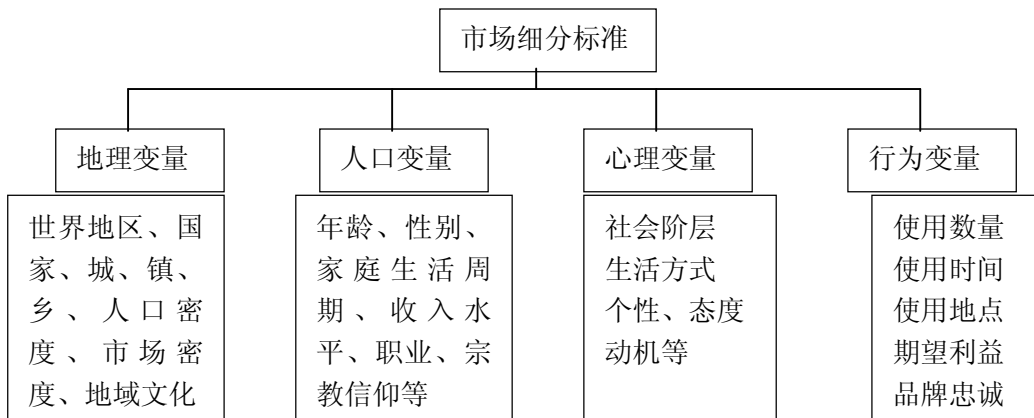 市场细分标准
地理变量
人口变量
心理变量
行为变量
世界地区、国
家、城、镇、
乡、人口密
度、市场密
度、地域文化
年龄、性别、
家庭生活周
期、收入水
平、职业、宗
教信仰等
社会阶层
生活方式
个性、态度
动机等
使用数量
使用时间
使用地点
期望利益
品牌忠诚